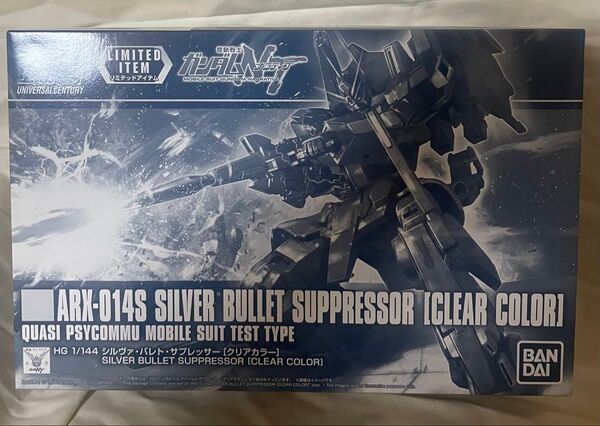 LIMITED
ITEM
リミテッドアイテム
UNIVERSAL CENTURY
機動戦士
ガンダムN
ARX-014S SILVER BULLET SUPPRESSOR [CLEAR COLOR]
QUASI PSYCOMMU MOBILE SUIT TEST TYPE
HG 1/144 シルヴァ・バレト・サプレッサー [クリアカラー]
SILVER BULLET SUPPRESSOR [CLEAR COLOR]
BAN
DAI